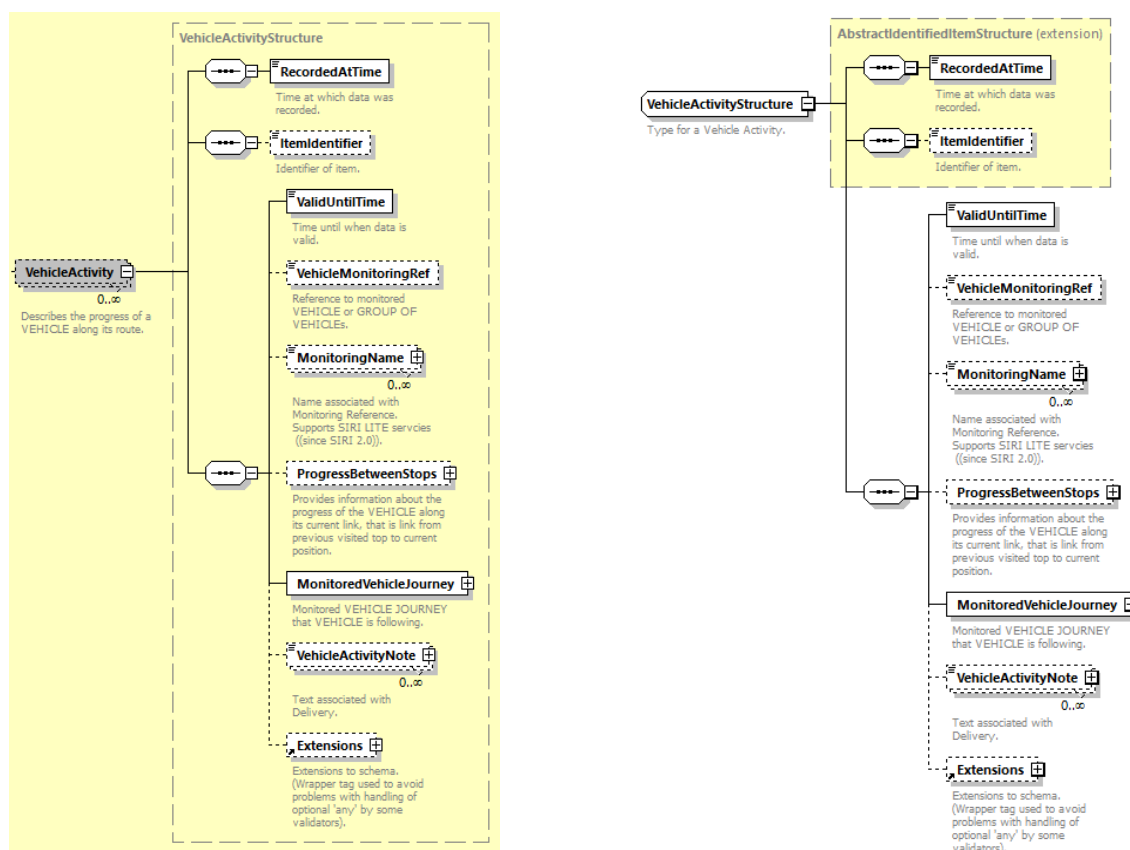 VehicleActivityStructure
RecordedAtTime
Time at which data was
recorded.
ItemIdentifier
Identifier of item.
ValidUntilTime
Time until when data is
valid.
VehicleActivity
0..∞
Describes the progress of a
VEHICLE along its route.
VehicleMonitoringRef
Reference to monitored
VEHICLE or GROUP OF
VEHICLEs.
MonitoringName
0..∞
Name associated with
Monitoring Reference.
Supports SIRI LITE servcies
((since SIRI 2.0)).
ProgressBetweenStops
Provides information about the
progress of the VEHICLE along
its current link, that is link from
previous visited top to current
position.
MonitoredVehicleJourney
Monitored VEHICLE JOURNEY
that VEHICLE is following.
VehicleActivityNote
0..∞
Text associated with
Delivery.
Extensions
Extensions to schema.
(Wrapper tag used to avoid
problems with handling of
optional 'any' by some
validators).
AbstractIdentifiedItemStructure (extension)
RecordedAtTime
Time at which data was
recorded.
VehicleActivityStructure
Type for a Vehicle Activity.
ItemIdentifier
Identifier of item.
ValidUntilTime
Time until when data is
valid.
VehicleMonitoringRef
Reference to monitored
VEHICLE or GROUP OF
VEHICLEs.
MonitoringName
0..∞
Name associated with
Monitoring Reference.
Supports SIRI LITE servcies
((since SIRI 2.0)).
ProgressBetweenStops
Provides information about the
progress of the VEHICLE along
its current link, that is link from
previous visited top to current
position.
MonitoredVehicleJourney
Monitored VEHICLE JOURNEY
that VEHICLE is following.
VehicleActivityNote
0..∞
Text associated with
Delivery.
Extensions
Extensions to schema.
(Wrapper tag used to avoid
problems with handling of
optional 'any' by some
validators).